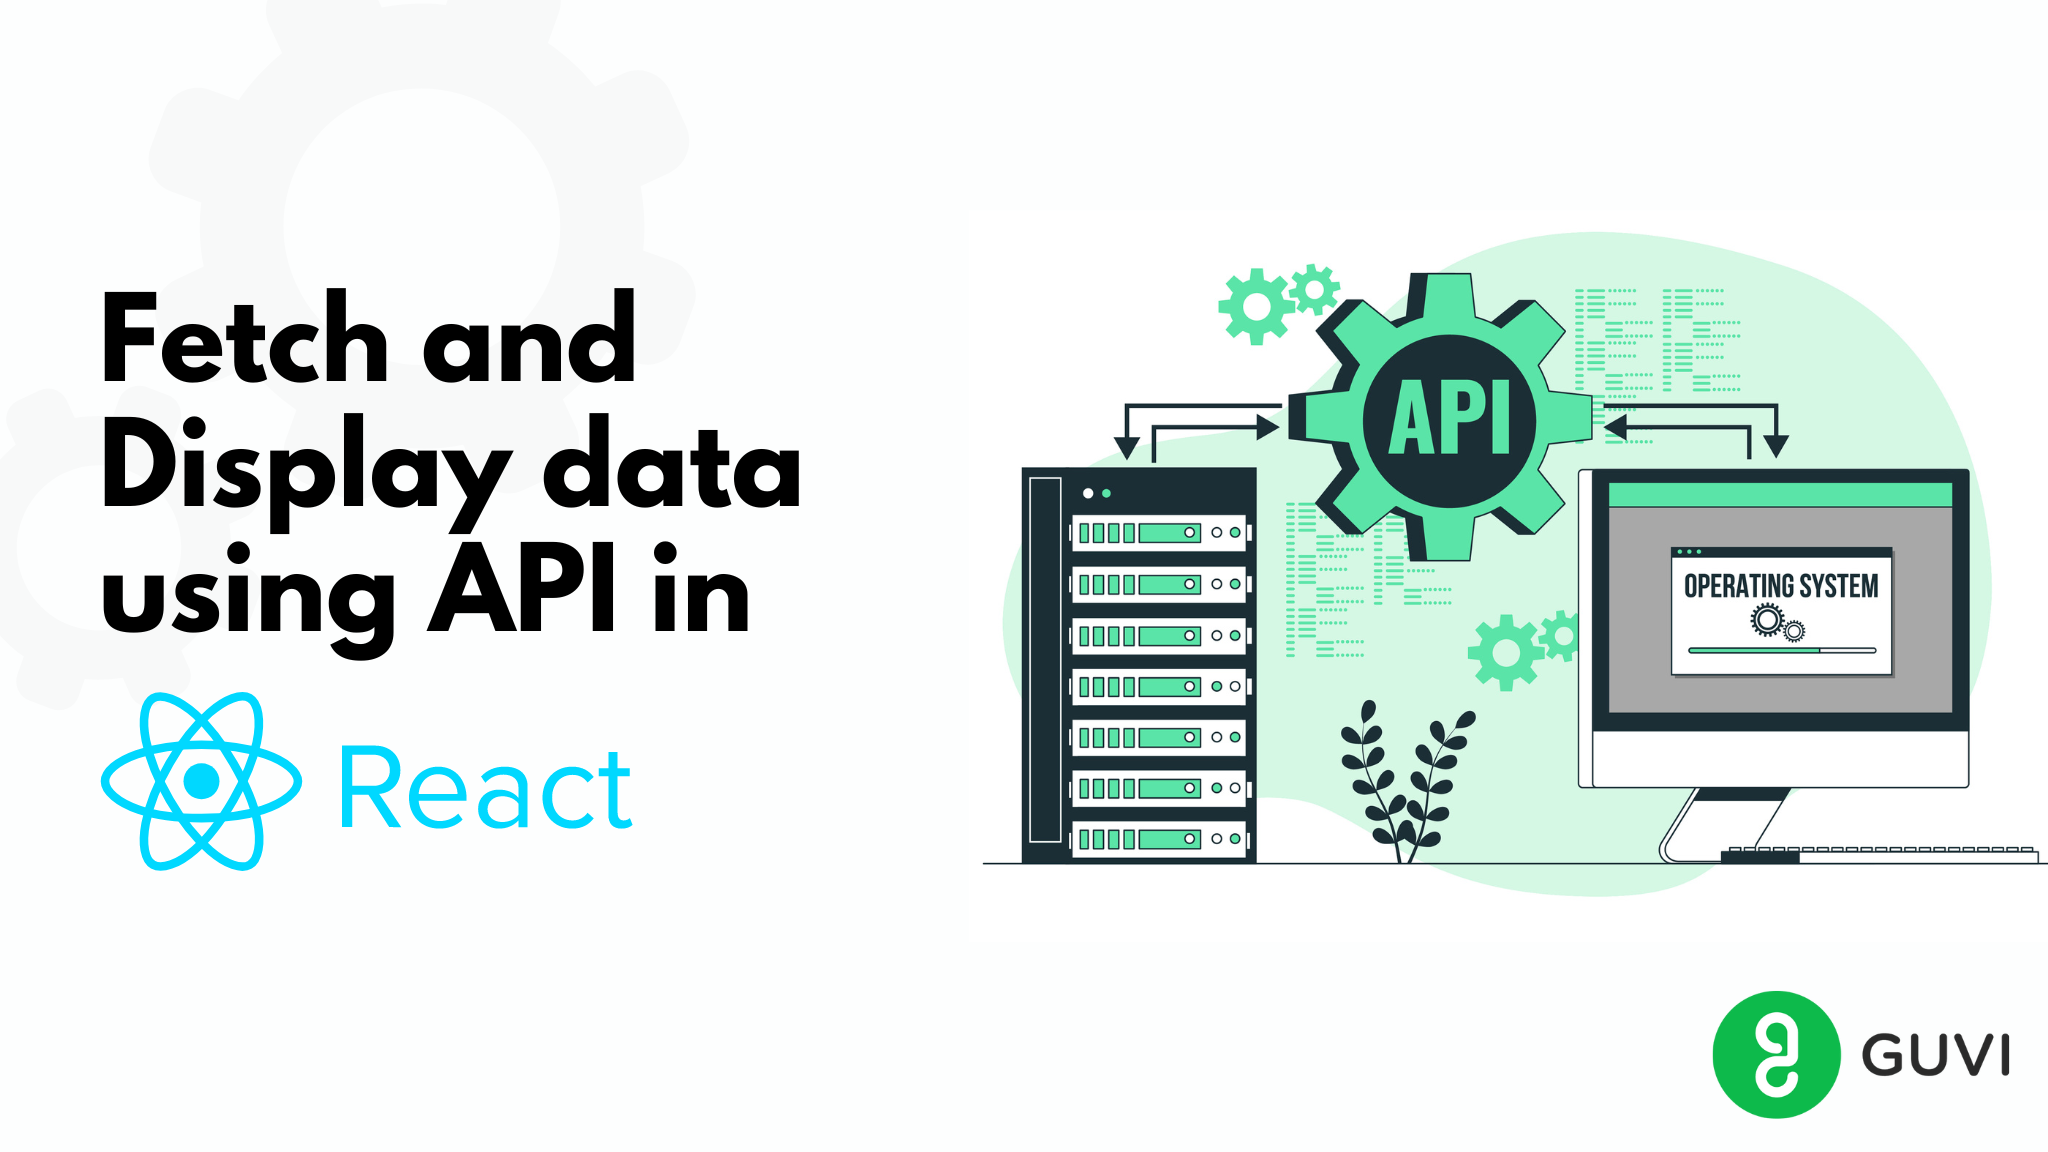 Fetch and
Display data
using API in
React
API
OPERATING SYSTEM
GUVI